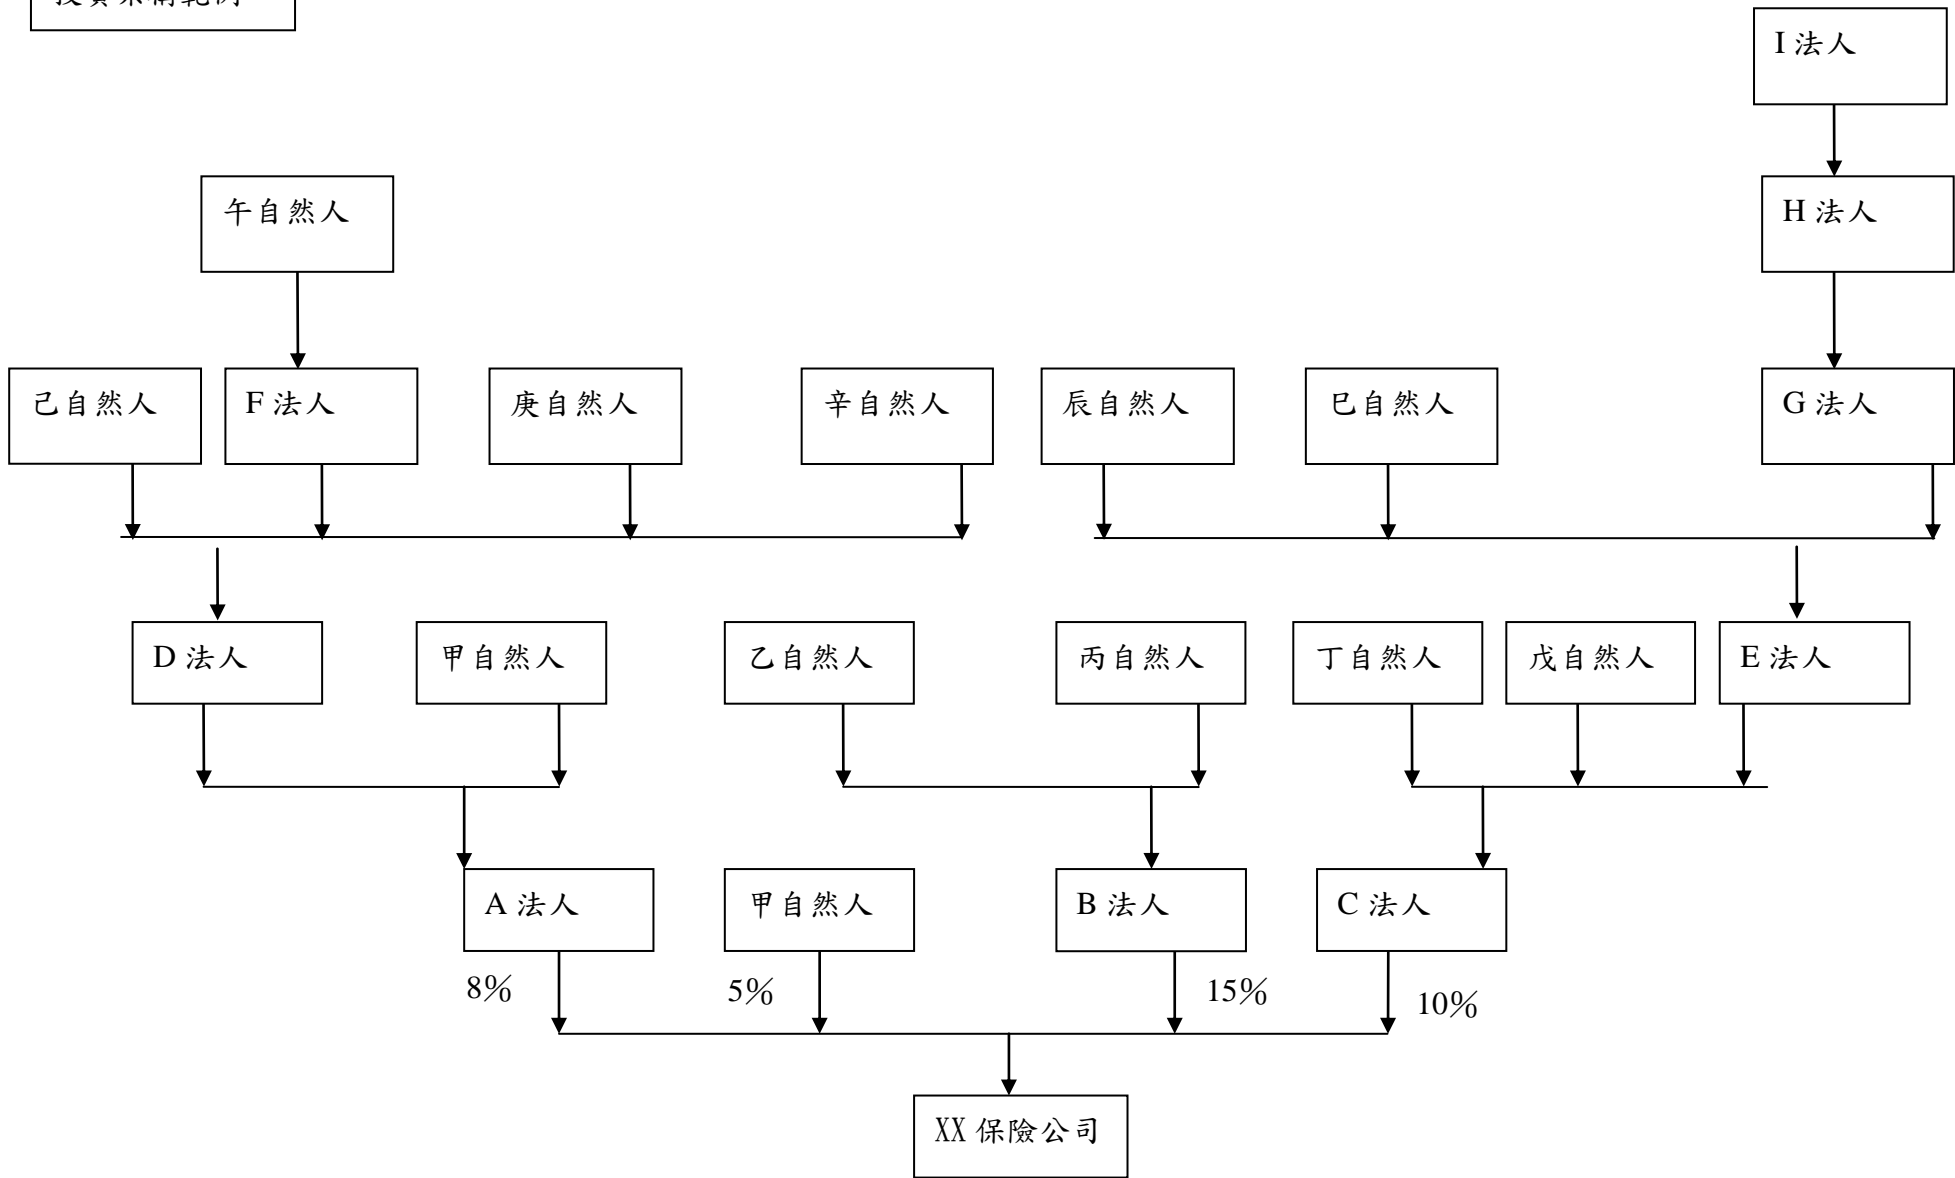 I 法人
午自然人
H 法人
己自然人
F 法人
庚自然人
辛自然人
辰自然人
巳自然人
G 法人
D 法人
甲自然人
乙自然人
丙自然人
丁自然人
戊自然人
E 法人
A 法人
甲自然人
B 法人
C 法人
8%
5%
15%
10%
XX 保險公司